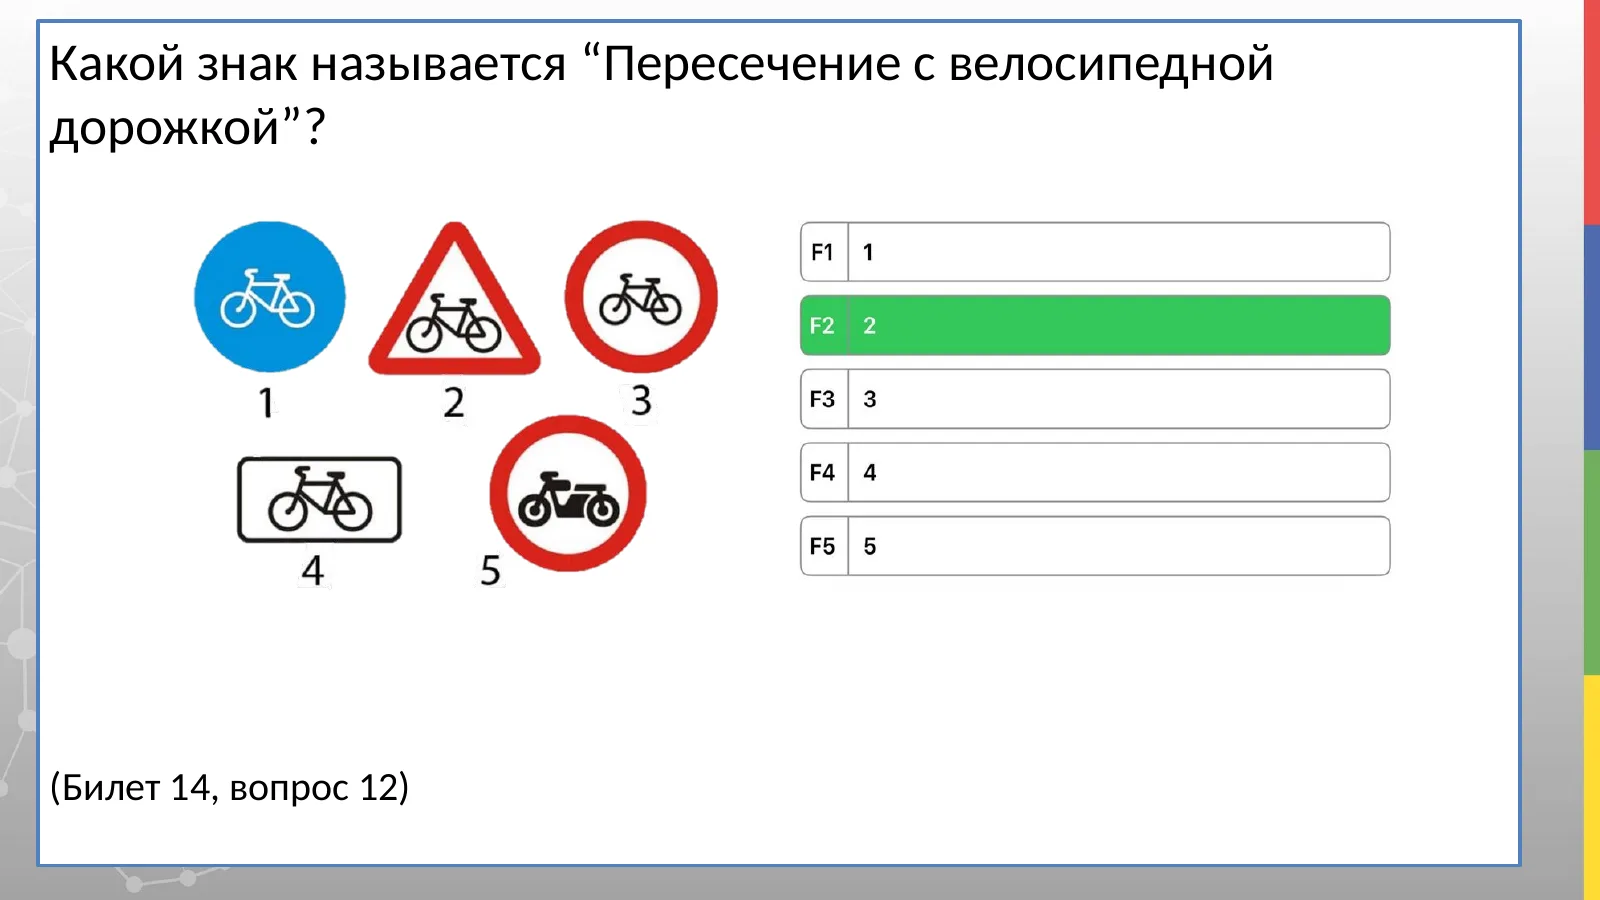 Какой знак называется “Пересечение с велосипедной
дорожкой”?
1
2
3
4
5
F1 1
F2 2
F3 3
F4 4
F5 5
(Билет 14, вопрос 12)